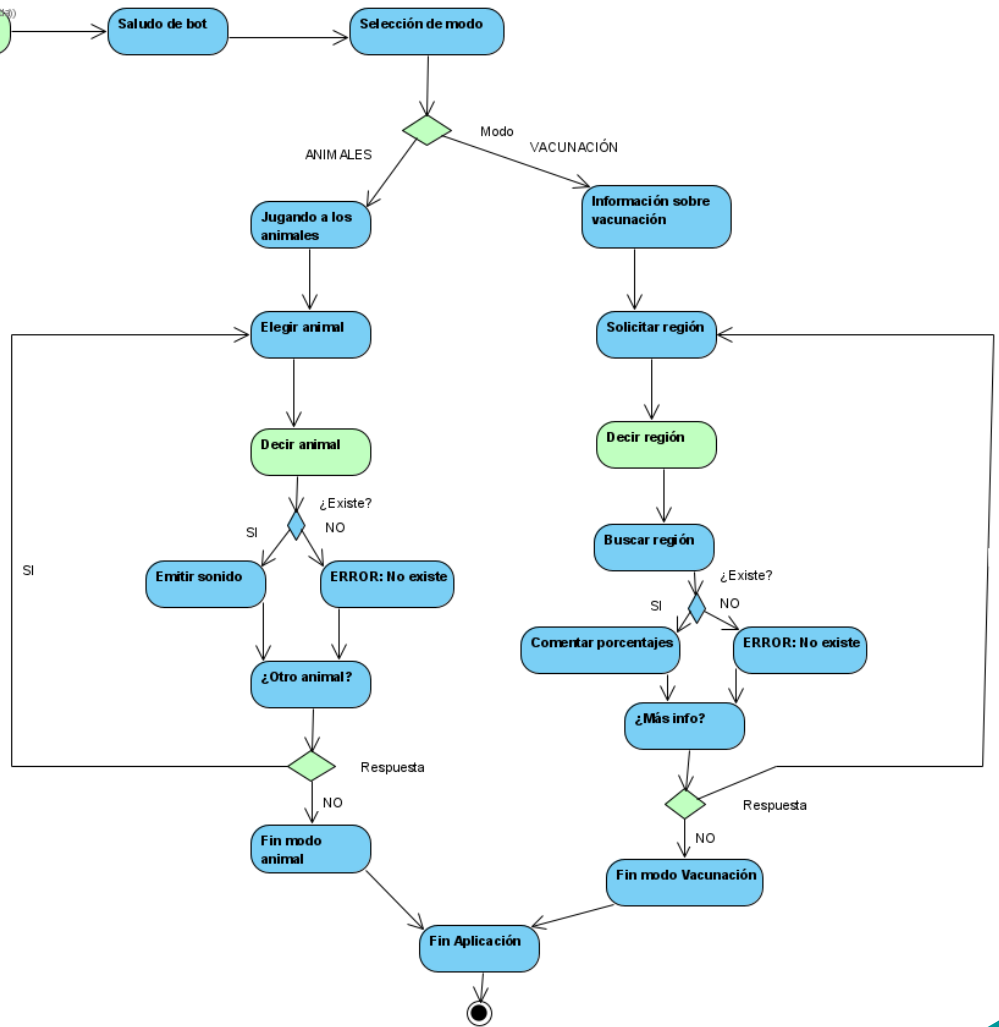 Saludo de bot
Selección de modo
Modo
ANIMALES
VACUNACIÓN
Jugando a los
animales
Información sobre
vacunación
Elegir animal
Solicitar región
Decir animal
Decir región
¿Existe?
SI
NO
Buscar región
Emitir sonido
ERROR: No existe
SI
¿Existe?
SI
NO
Comentar porcentajes
ERROR: No existe
¿Otro animal?
¿Más info?
Respuesta
NO
Respuesta
Fin modo
animal
NO
Fin modo Vacunación
Fin Aplicación